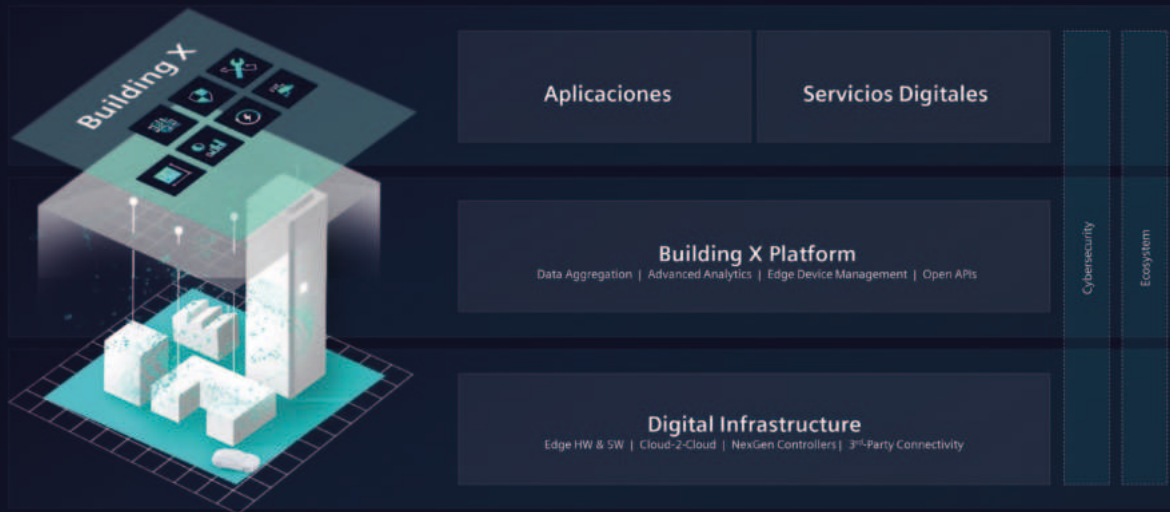 Building X
Aplicaciones
Servicios Digitales
Building X Platform
Data Aggregation | Advanced Analytics | Edge Device Management | Open APIs
Digital Infrastructure
Edge HW & SW | Cloud-2-Cloud | NexGen Controllers | 3rd-Party Connectivity
Cybersecurity
Ecosystem